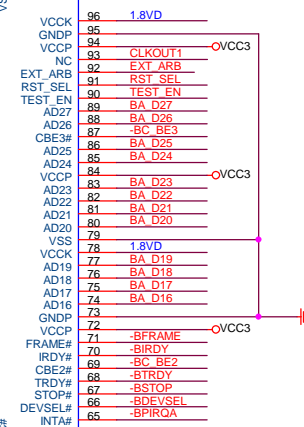 VCCK 96 1.8VD
GNDP 95
VCCP 94 VCC3
NC 93 CLKOUT1
EXT_ARB 92 EXT_ARB
RST_SEL 91 RST_SEL
TEST_EN 90 TEST_EN
AD27 89 BA_D27
AD26 88 BA_D26
CBE3# 87 -BC_BE3
AD25 86 BA_D25
AD24 85 BA_D24
VCCP 84 VCC3
AD23 83 BA_D23
AD22 82 BA_D22
AD21 81 BA_D21
AD20 80 BA_D20
VSS 79
VCCK 78 1.8VD
AD19 77 BA_D19
AD18 76 BA_D18
AD17 75 BA_D17
AD16 74 BA_D16
GNDP 73
VCCP 72 VCC3
FRAME# 71 -BFRAME
IRDY# 70 -BIRDY
CBE2# 69 -BC_BE2
TRDY# 68 -BTRDY
STOP# 67 -BSTOP
DEVSEL# 66 -BDEVSEL
INTA# 65 -BPIRQA